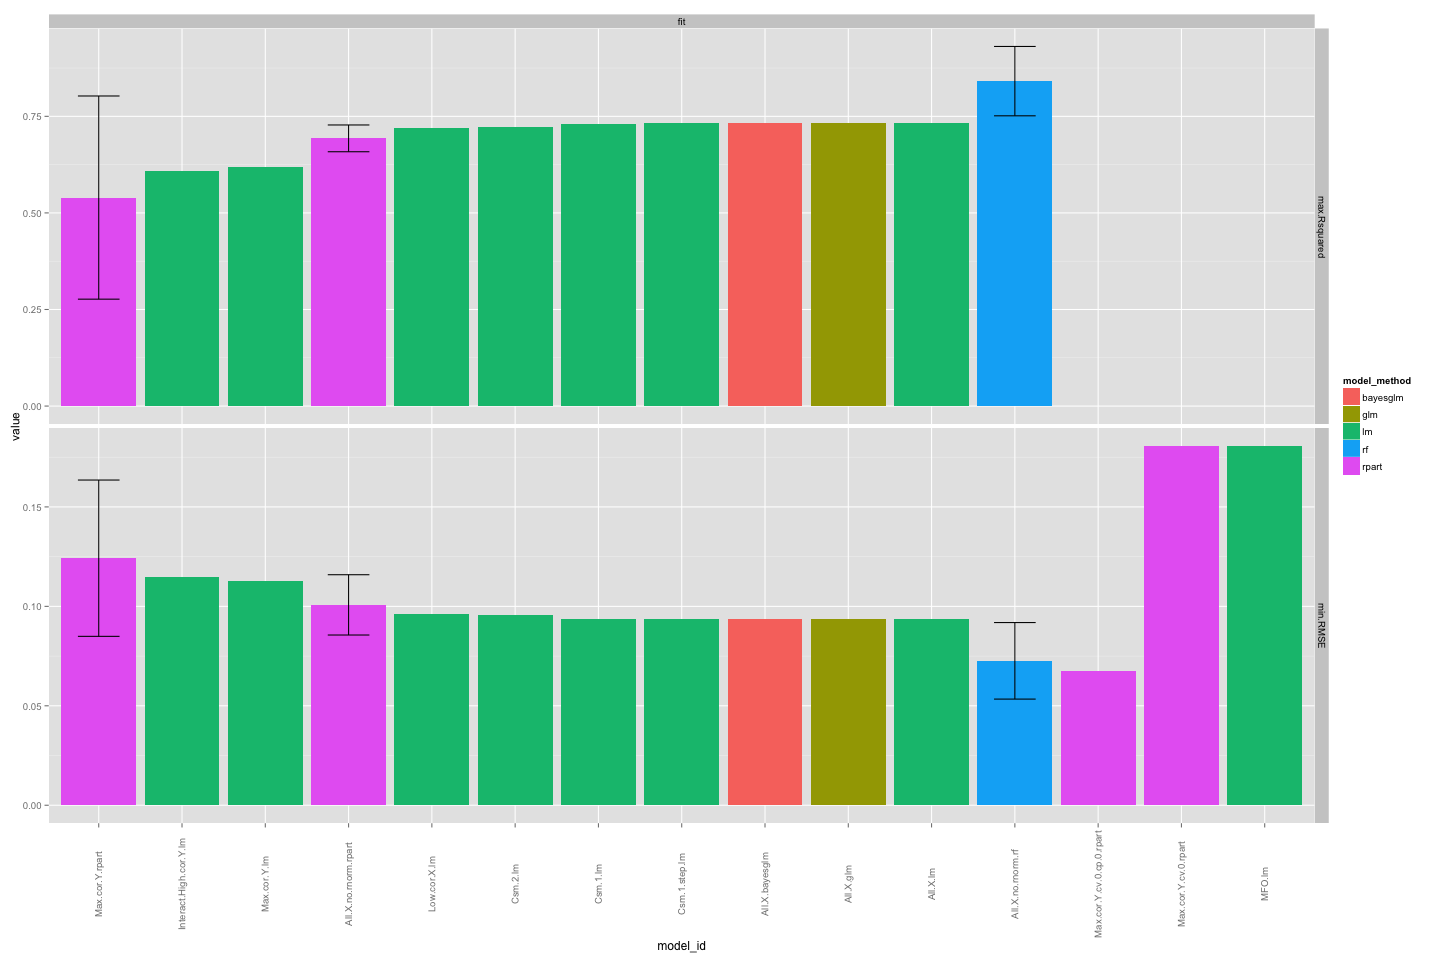 fit
max.Rsquared
0.75
0.50
0.25
0.00
value
min.RMSE
0.15
0.10
0.05
0.00
Max.cor.Y.rpart
Interact.High.cor.Y.lm
Max.cor.Y.lm
All.X.no.rnorm.rpart
Low.cor.X.lm
Csm.2.lm
Csm.1.lm
Csm.1.step.lm
All.X.bayesglm
All.X.glm
All.X.lm
All.X.no.rnorm.rf
Max.cor.Y.cv.0.cp.0.rpart
Max.cor.Y.cv.0.rpart
MFO.lm
model_id
model_method
bayesglm
glm
lm
rf
rpart